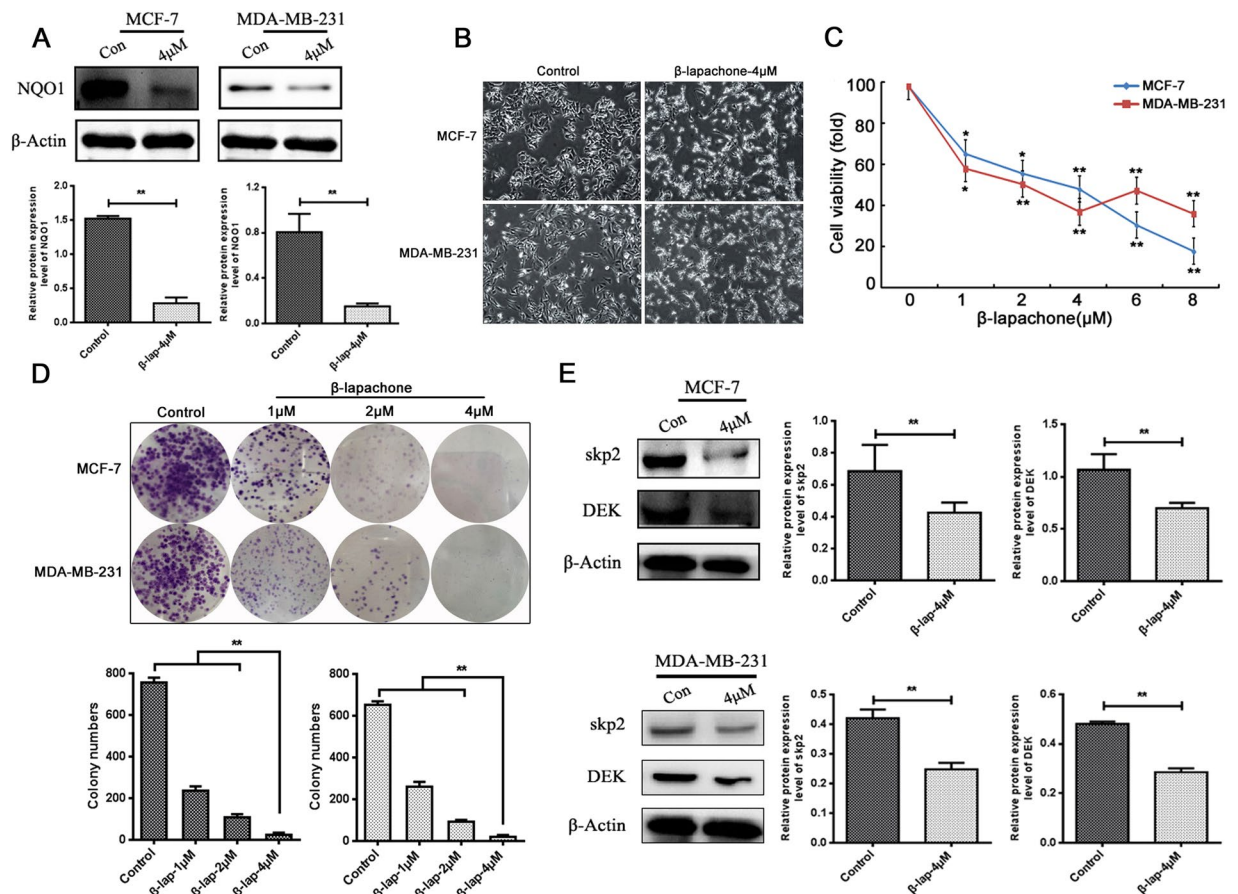 A
MCF-7
MDA-MB-231
Con
4μM
Con
4μM
NQO1
β-Actin
Relative protein expression
level of NQO1
2.0
1.5
1.0
0.5
0.0
**
Control
β-lap-4μM
Relative protein expression
level of NQO1
1.2
0.9
0.6
0.3
0.0
**
Control
β-lap-4μM
B
Control
β-lapachone-4μM
MCF-7
MDA-MB-231
C
Cell viability (fold)
100
80
60
40
20
0
MCF-7
MDA-MB-231
*
*
*
**
**
**
**
**
**
**
0
1
2
4
6
8
β-lapachone(μM)
D
β-lapachone
Control
1μM
2μM
4μM
MCF-7
MDA-MB-231
Colony numbers
800
600
400
200
0
**
Control
β-lap-1μM
β-lap-2μM
β-lap-4μM
Colony numbers
800
600
400
200
0
**
Control
β-lap-1μM
β-lap-2μM
β-lap-4μM
E
MCF-7
Con
4μM
skp2
DEK
β-Actin
Relative protein expression
level of skp2
1.0
0.8
0.6
0.4
0.2
0.0
**
Control
β-lap-4μM
Relative protein expression
level of DEK
1.5
1.0
0.5
0.0
**
Control
β-lap-4μM
MDA-MB-231
Con
4μM
skp2
DEK
β-Actin
Relative protein expression
level of skp2
0.5
0.4
0.3
0.2
0.1
0.0
**
Control
β-lap-4μM
Relative protein expression
level of DEK
0.6
0.4
0.2
0.0
**
Control
β-lap-4μM